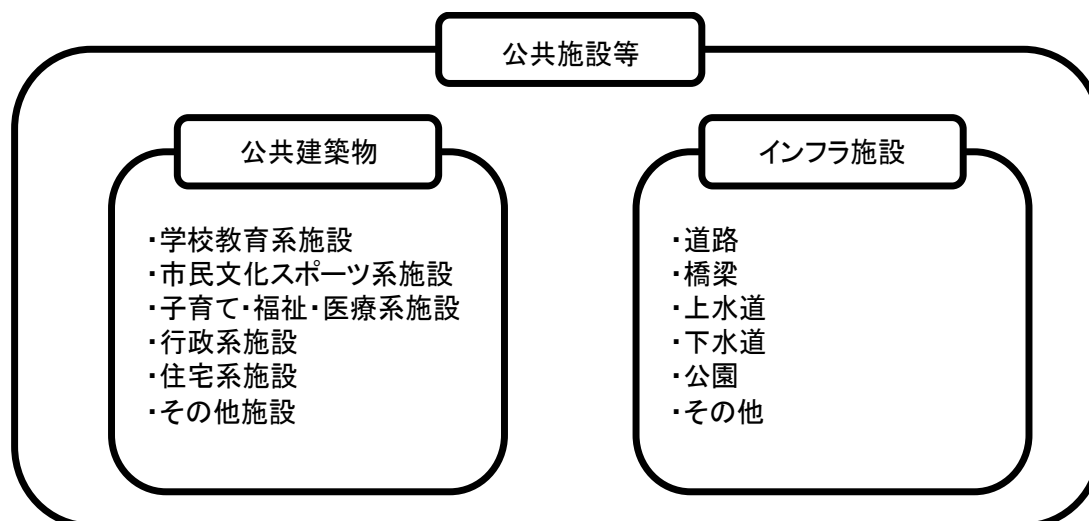 公共施設等
公共建築物
・学校教育系施設
・市民文化スポーツ系施設
・子育て・福祉・医療系施設
・行政系施設
・住宅系施設
・その他施設
インフラ施設
・道路
・橋梁
・上水道
・下水道
・公園
・その他